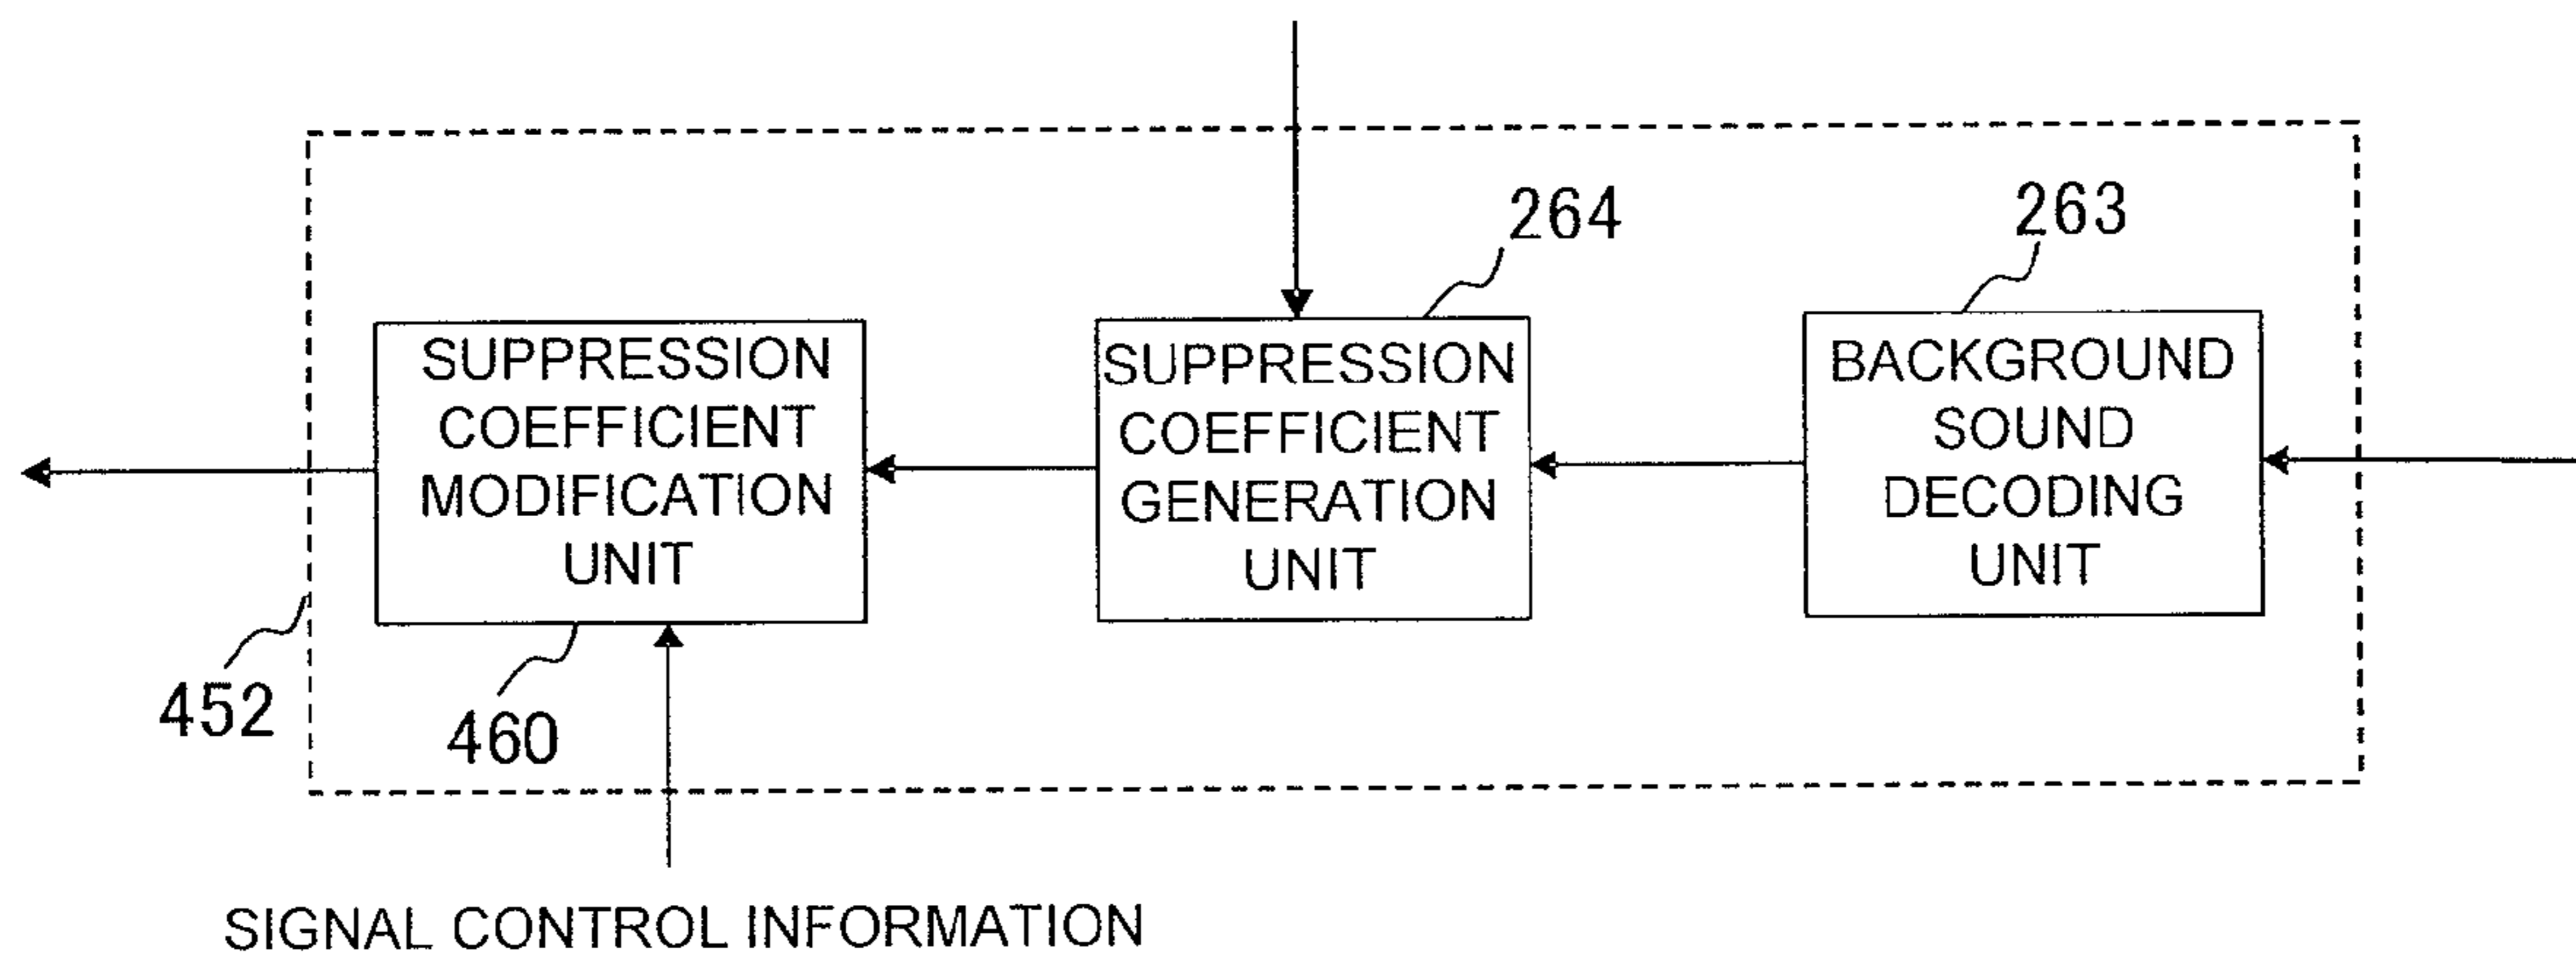 264
263
SUPPRESSION
COEFFICIENT
MODIFICATION
UNIT
SUPPRESSION
COEFFICIENT
GENERATION
UNIT
BACKGROUND
SOUND
DECODING
UNIT
452
460
SIGNAL CONTROL INFORMATION